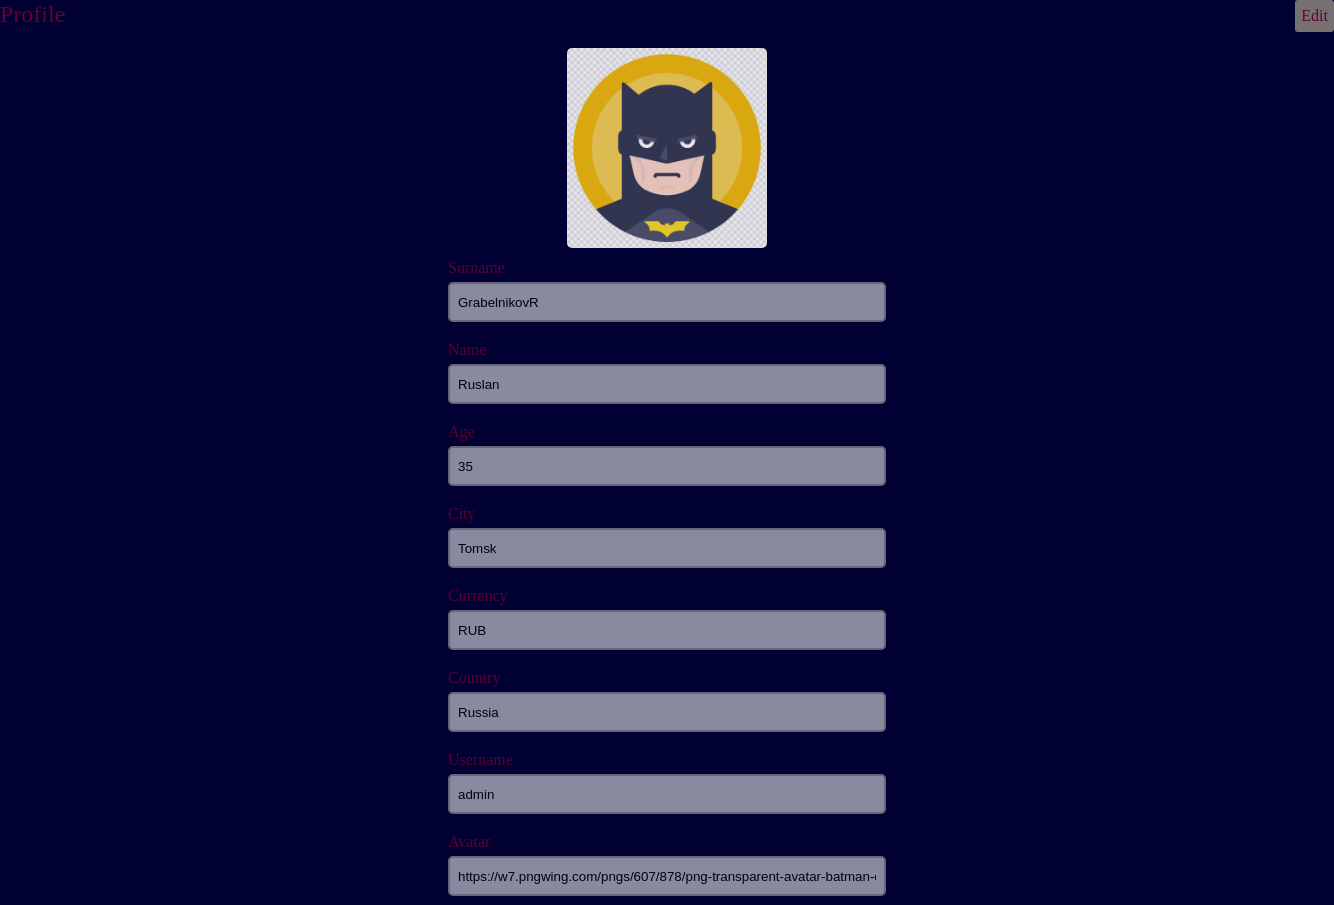 Profile
Edit
Surname
GrabelnikovR
Name
Ruslan
Age
35
City
Tomsk
Currency
RUB
Country
Russia
Username
admin
Avatar
https://w7.pngwing.com/pngs/607/878/png-transparent-avatar-batman-